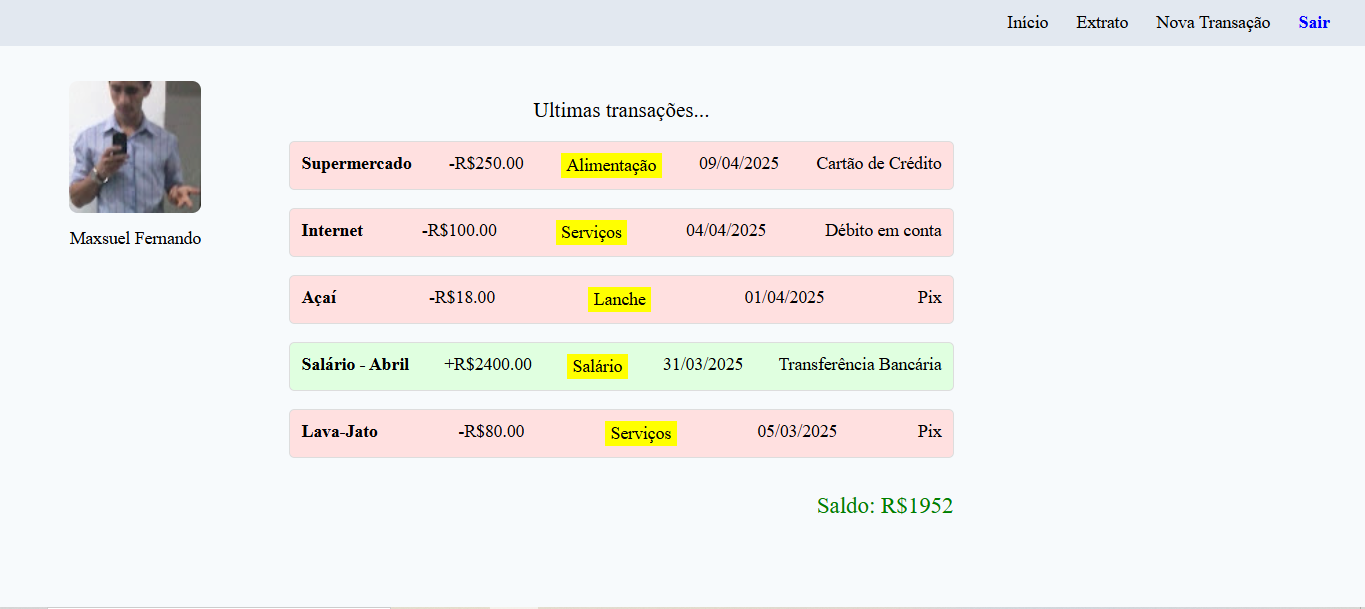 Início Extrato Nova Transação Sair
Ultimas transações...
Supermercado -R$250.00 Alimentação 09/04/2025 Cartão de Crédito
Internet -R$100.00 Serviços 04/04/2025 Débito em conta
Maxsuel Fernando
Açaí -R$18.00 Lanche 01/04/2025 Pix
Salário - Abril +R$2400.00 Salário 31/03/2025 Transferência Bancária
Lava-Jato -R$80.00 Serviços 05/03/2025 Pix
Saldo: R$1952